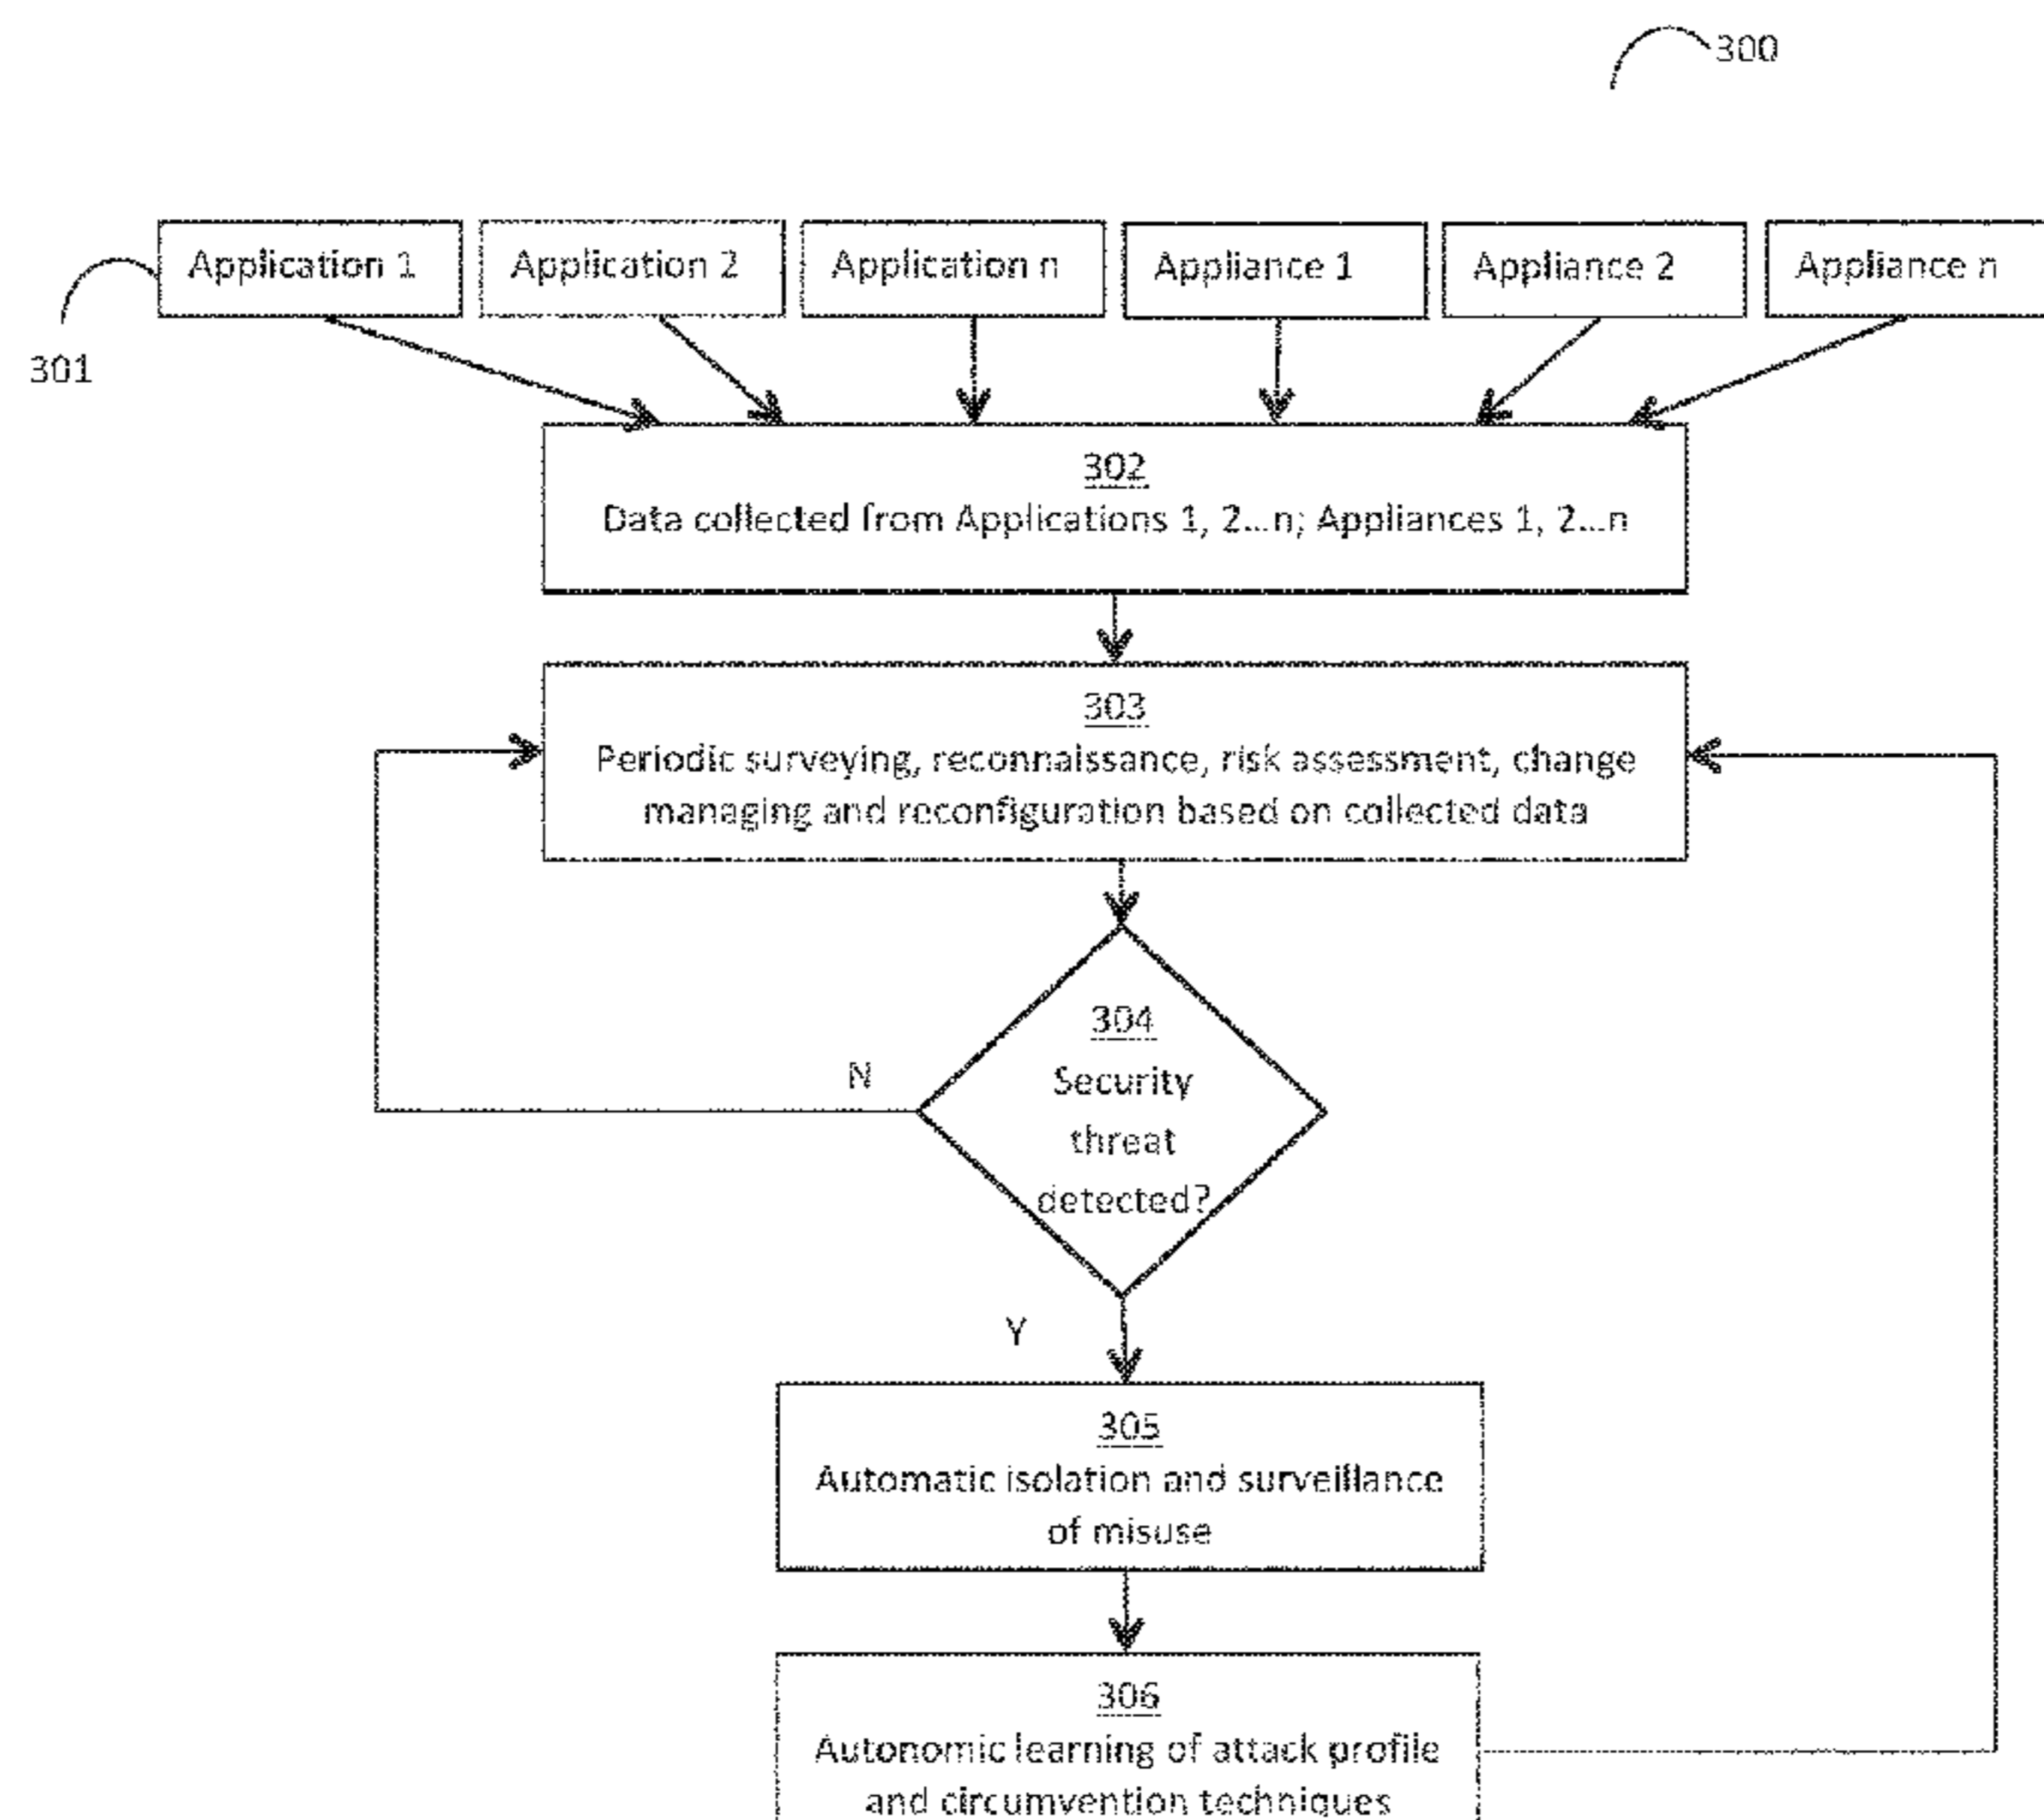 300
Application 1
Application 2
Application n
Appliance 1
Appliance 2
Appliance n
301
302
Data collected from Applications 1, 2...n; Appliances 1, 2...n
303
Periodic surveying, reconnaissance, risk assessment, change
managing and reconfiguration based on collected data
304
Security
threat
detected?
N
Y
305
Automatic isolation and surveillance
of misuse
306
Autonomic learning of attack profile
and circumvention techniques